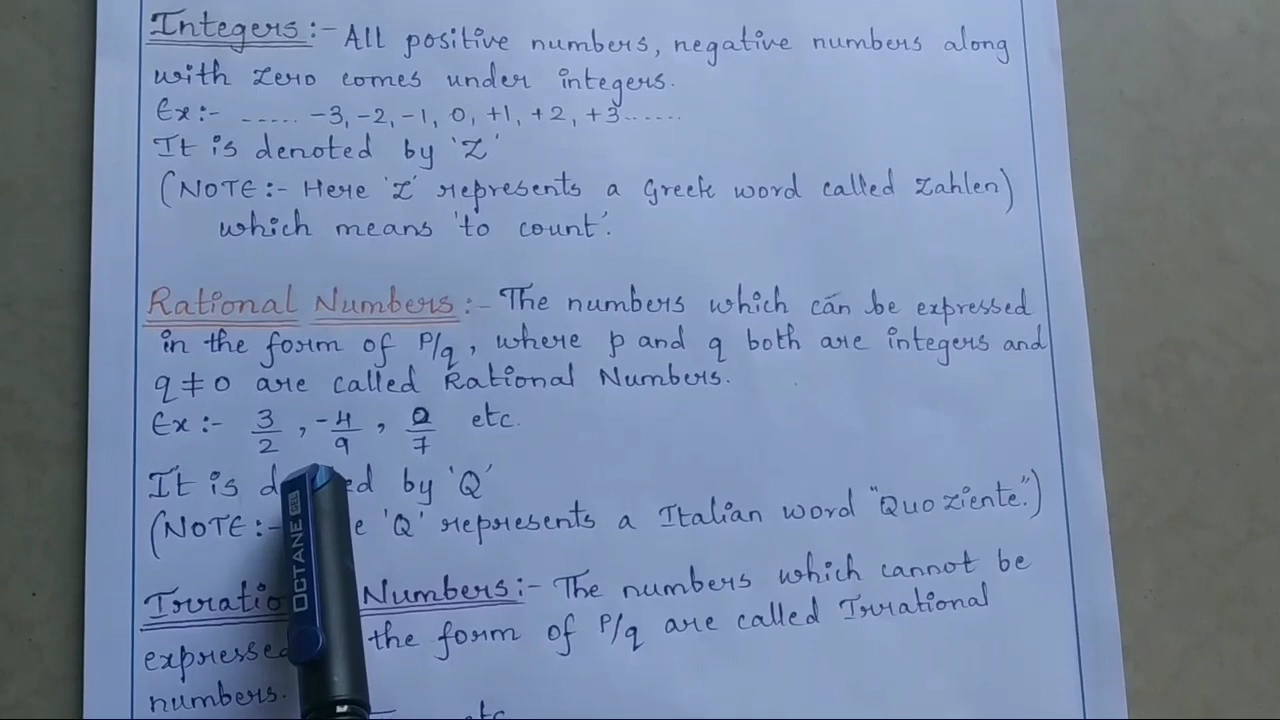 Integers :- All positive numbers, negative numbers along
with zero comes under integers.
Ex:- ..... -3, -2, -1, 0, +1, +2, +3......
It is denoted by 'Z'
(NOTE:- Here 'Z' represents a Greek word called Zahlen)
which means 'to count'.
Rational Numbers :- The numbers which can be expressed
in the form of P/q, where p and q both are integers and
q ≠ 0 are called Rational Numbers.
Ex:- 3/2, -4/9, 0/7 etc.
It is by 'Q'
(NOTE:- 'Q' represents a Italian word "Quoziente.")
Numbers:- The numbers which cannot be
the form of P/q are called Irrational
numbers.
etc
OCTANE GEL